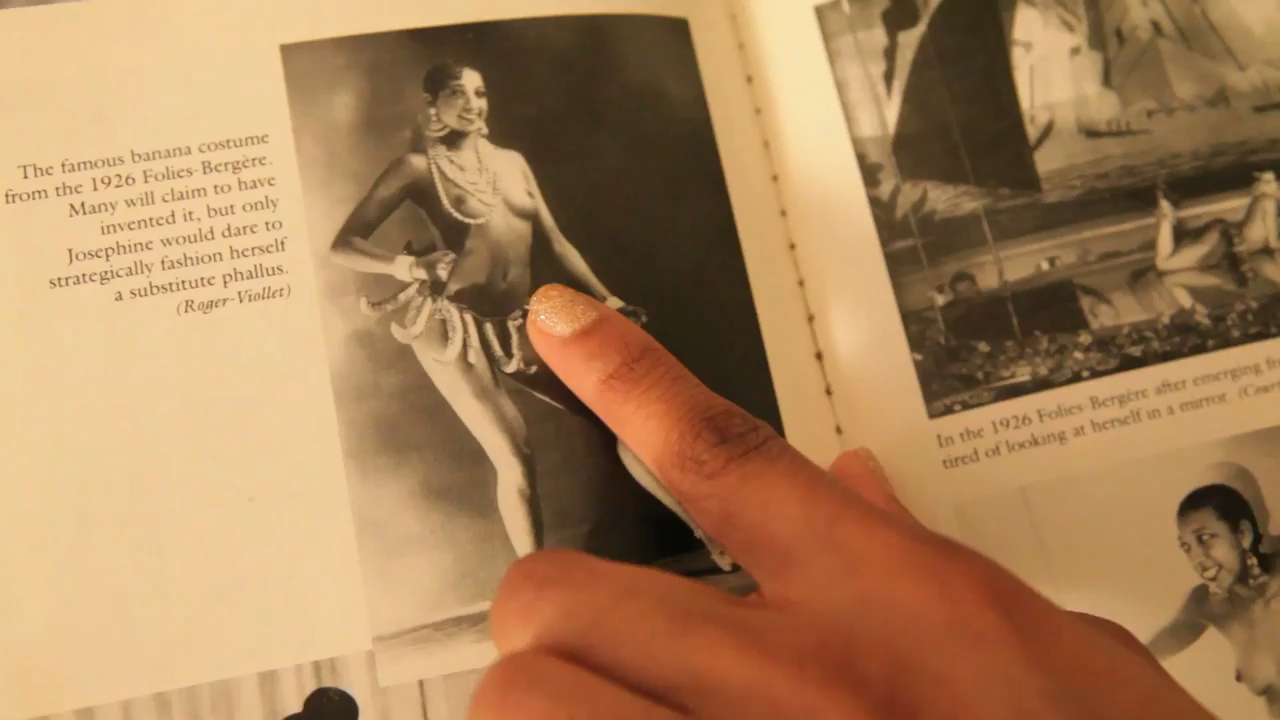 The famous banana costume
from the 1926 Folies-Bergère.
Many will claim to have
invented it, but only
Josephine would dare to
strategically fashion herself
a substitute phallus.
(Roger-Viollet)
In the 1926 Folies-Bergère after emerging
tired of looking at herself in a mirror.